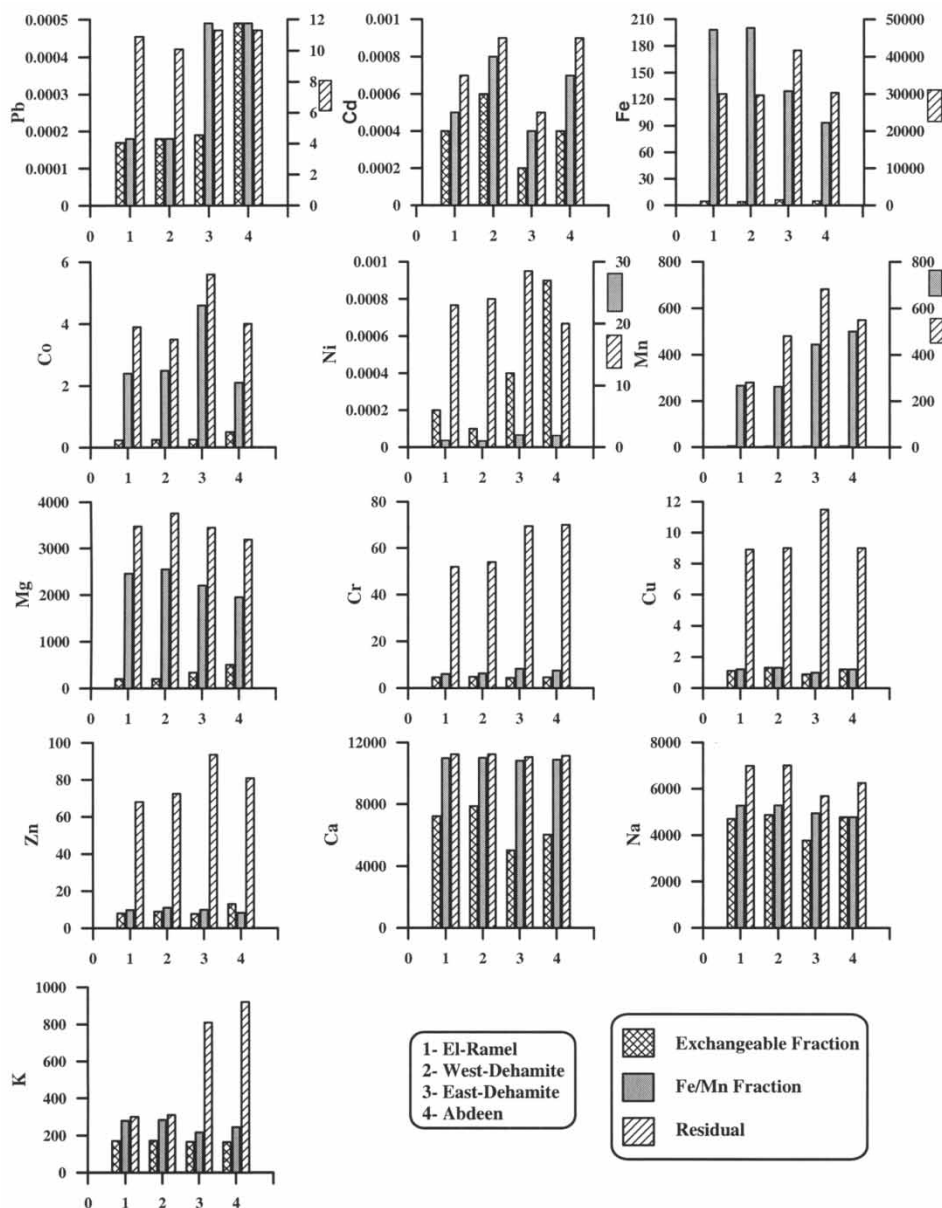 Pb
0.0005
0.0004
0.0003
0.0002
0.0001
0
12
10
8
6
4
2
0
0 1 2 3 4
Cd
0.001
0.0008
0.0006
0.0004
0.0002
0
0 1 2 3 4
Fe
210
180
150
120
90
60
30
0
50000
40000
30000
20000
10000
0
0 1 2 3 4
Co
6
4
2
0
0 1 2 3 4
Ni
0.001
0.0008
0.0006
0.0004
0.0002
0
30
20
10
0
0 1 2 3 4
Mn
800
600
400
200
0
800
600
400
200
0
0 1 2 3 4
Mg
4000
3000
2000
1000
0
0 1 2 3 4
Cr
80
60
40
20
0
0 1 2 3 4
Cu
12
10
8
6
4
2
0
0 1 2 3 4
Zn
100
80
60
40
20
0
0 1 2 3 4
Ca
12000
8000
4000
0
0 1 2 3 4
Na
8000
6000
4000
2000
0
0 1 2 3 4
K
1000
800
600
400
200
0
0 1 2 3 4
1- El-Ramel
2- West-Dehamite
3- East-Dehamite
4- Abdeen
Exchangeable Fraction
Fe/Mn Fraction
Residual